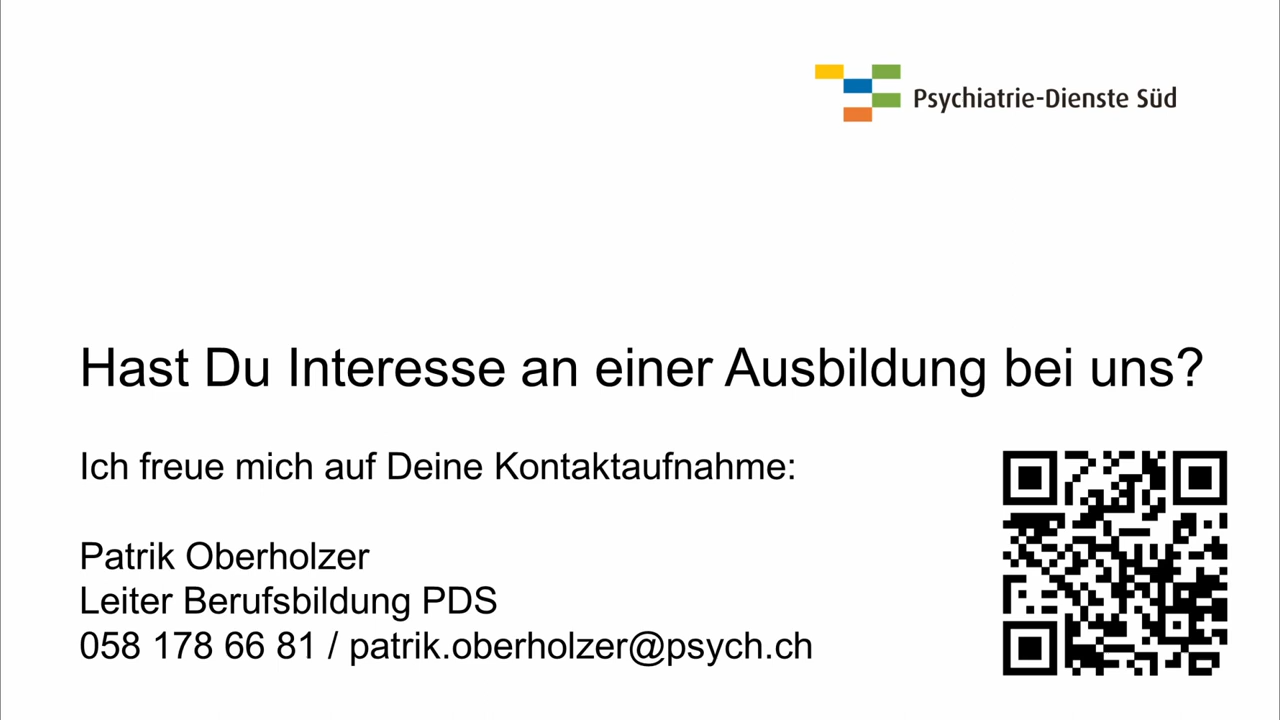 Psychiatrie-Dienste Süd
Hast Du Interesse an einer Ausbildung bei uns?
Ich freue mich auf Deine Kontaktaufnahme:
Patrik Oberholzer
Leiter Berufsbildung PDS
058 178 66 81 / patrik.oberholzer@psych.ch